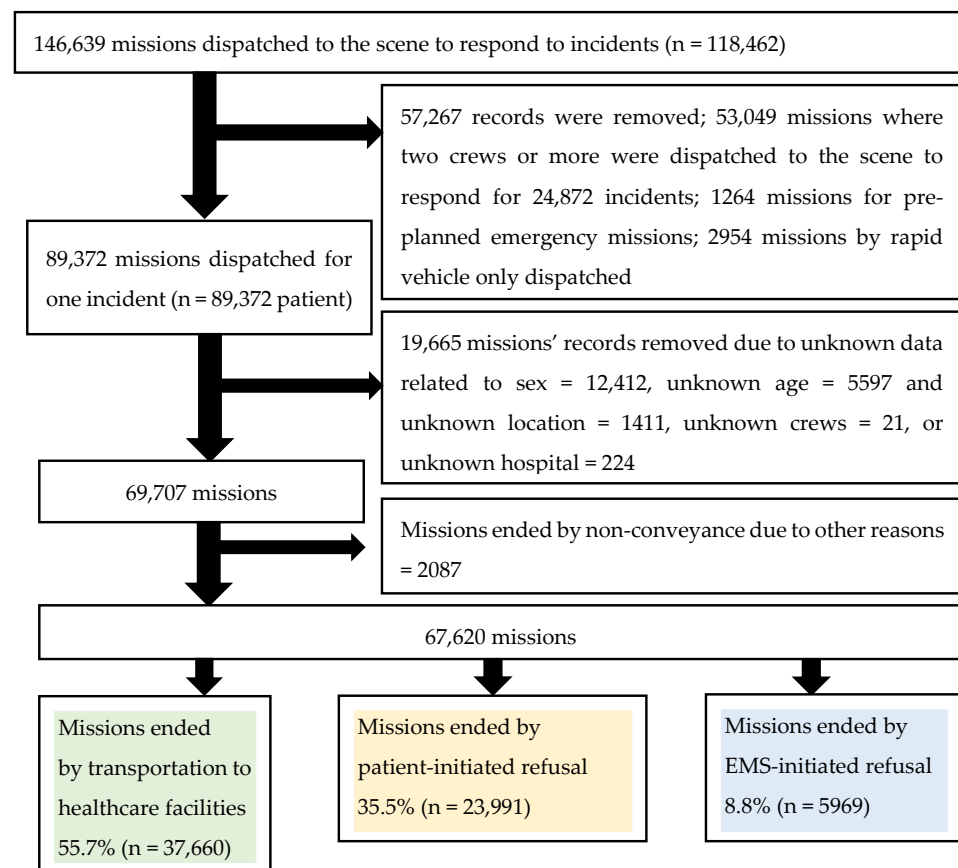 146,639 missions dispatched to the scene to respond to incidents (n = 118,462)
57,267 records were removed; 53,049 missions where
two crews or more were dispatched to the scene to
respond for 24,872 incidents; 1264 missions for pre-
planned emergency missions; 2954 missions by rapid
vehicle only dispatched
89,372 missions dispatched for
one incident (n = 89,372 patient)
19,665 missions’ records removed due to unknown data
related to sex = 12,412, unknown age = 5597 and
unknown location = 1411, unknown crews = 21, or
unknown hospital = 224
69,707 missions
Missions ended by non-conveyance due to other reasons
= 2087
67,620 missions
Missions ended
by transportation to
healthcare facilities
55.7% (n = 37,660)
Missions ended by
patient-initiated refusal
35.5% (n = 23,991)
Missions ended by
EMS-initiated refusal
8.8% (n = 5969)